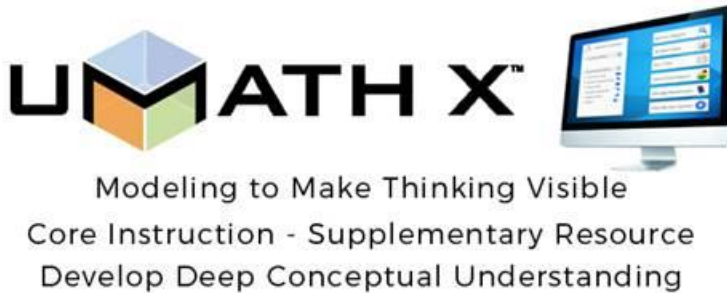 UMATH X™
Modeling to Make Thinking Visible
Core Instruction - Supplementary Resource
Develop Deep Conceptual Understanding